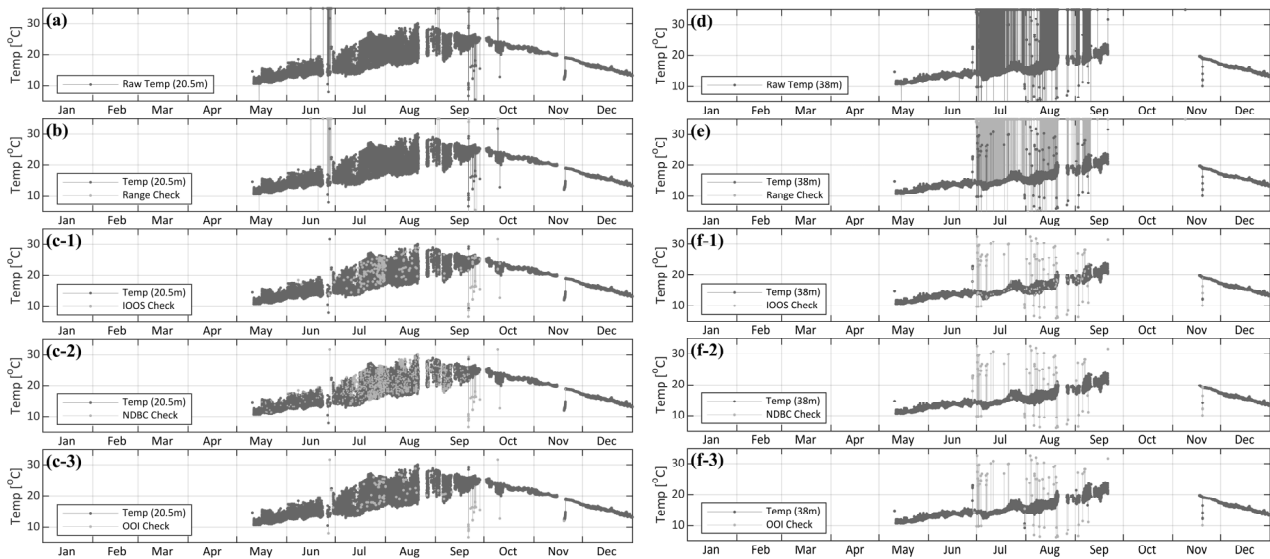 (a)
Temp [°C]
30
20
10
Raw Temp (20.5m)
Jan Feb Mar Apr May Jun Jul Aug Sep Oct Nov Dec
(b)
Temp [°C]
30
20
10
Temp (20.5m)
Range Check
Jan Feb Mar Apr May Jun Jul Aug Sep Oct Nov Dec
(c-1)
Temp [°C]
30
20
10
Temp (20.5m)
IOOS Check
Jan Feb Mar Apr May Jun Jul Aug Sep Oct Nov Dec
(c-2)
Temp [°C]
30
20
10
Temp (20.5m)
NDBC Check
Jan Feb Mar Apr May Jun Jul Aug Sep Oct Nov Dec
(c-3)
Temp [°C]
30
20
10
Temp (20.5m)
OOI Check
Jan Feb Mar Apr May Jun Jul Aug Sep Oct Nov Dec
(d)
Temp [°C]
30
20
10
Raw Temp (38m)
Jan Feb Mar Apr May Jun Jul Aug Sep Oct Nov Dec
(e)
Temp [°C]
30
20
10
Temp (38m)
Range Check
Jan Feb Mar Apr May Jun Jul Aug Sep Oct Nov Dec
(f-1)
Temp [°C]
30
20
10
Temp (38m)
IOOS Check
Jan Feb Mar Apr May Jun Jul Aug Sep Oct Nov Dec
(f-2)
Temp [°C]
30
20
10
Temp (38m)
NDBC Check
Jan Feb Mar Apr May Jun Jul Aug Sep Oct Nov Dec
(f-3)
Temp [°C]
30
20
10
Temp (38m)
OOI Check
Jan Feb Mar Apr May Jun Jul Aug Sep Oct Nov Dec